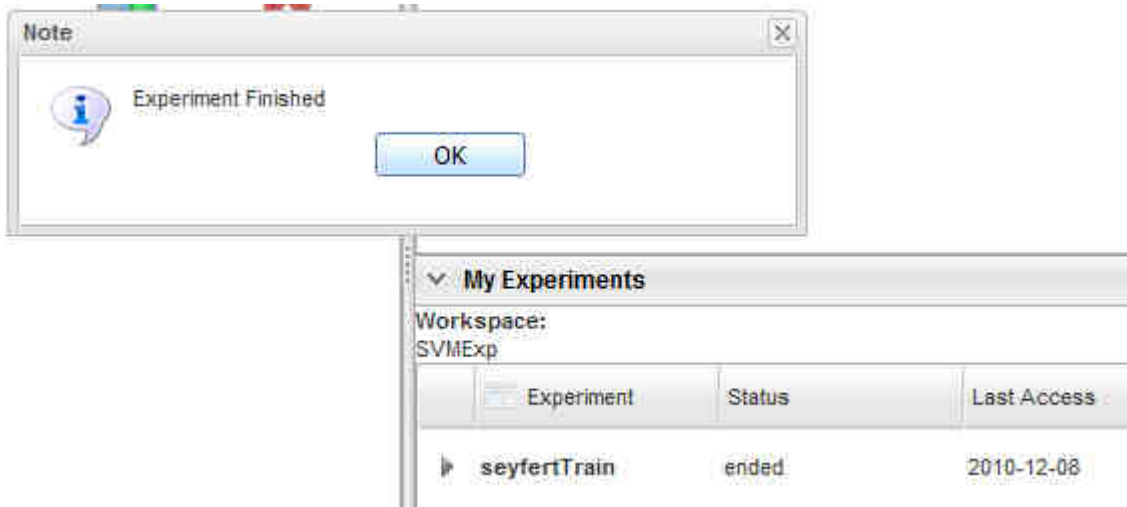 Note
Experiment Finished
OK
My Experiments
Workspace:
SVMExp
Experiment Status Last Access
seyfertTrain ended 2010-12-08